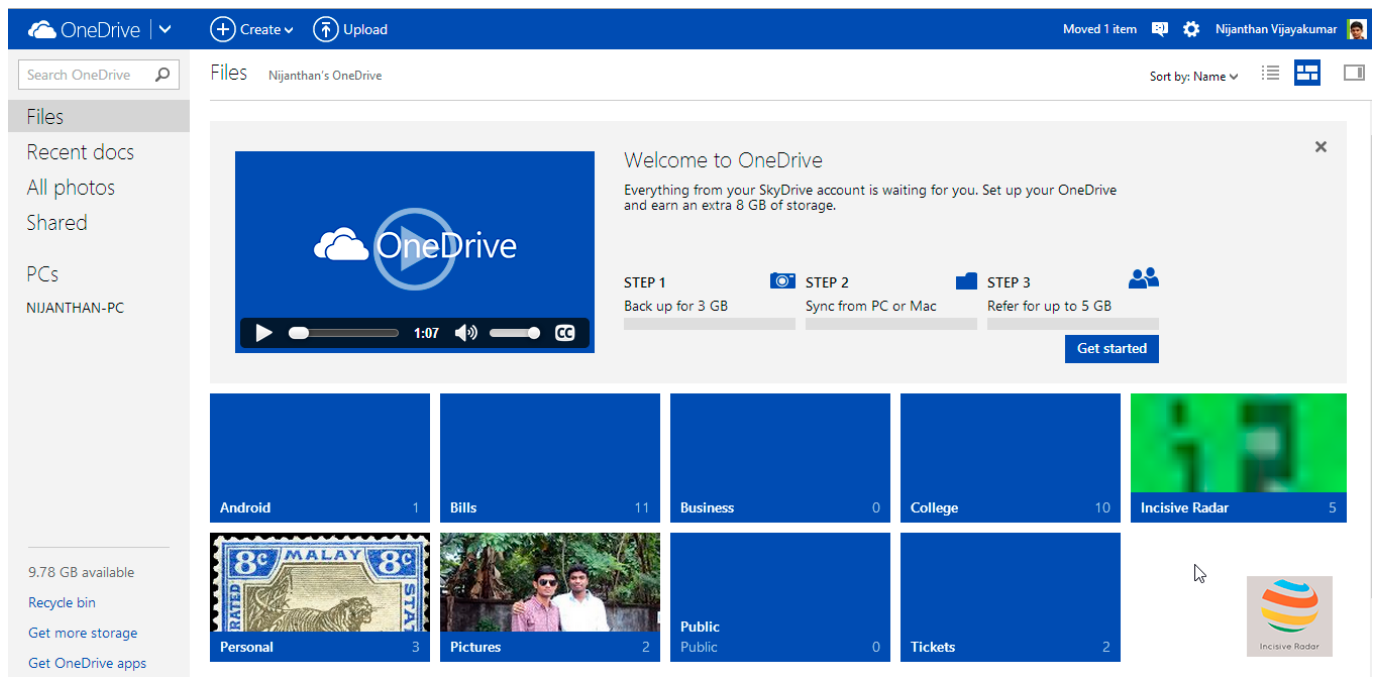 OneDrive
Create
Upload
Moved 1 item
Nijanthan Vijayakumar
Search OneDrive
Files
Recent docs
All photos
Shared
PCs
NIJANTHAN-PC
9.78 GB available
Recycle bin
Get more storage
Get OneDrive apps
Files Nijanthan's OneDrive
Sort by: Name
OneDrive
1:07
CC
Welcome to OneDrive
Everything from your SkyDrive account is waiting for you. Set up your OneDrive
and earn an extra 8 GB of storage.
STEP 1
Back up for 3 GB
STEP 2
Sync from PC or Mac
STEP 3
Refer for up to 5 GB
Get started
Android 1
Bills 11
Business 0
College 10
Incisive Radar 5
8c MALAY 8c
RATED
STAT
Personal 3
Pictures 2
Public
Public 0
Tickets 2
Incisive Radar